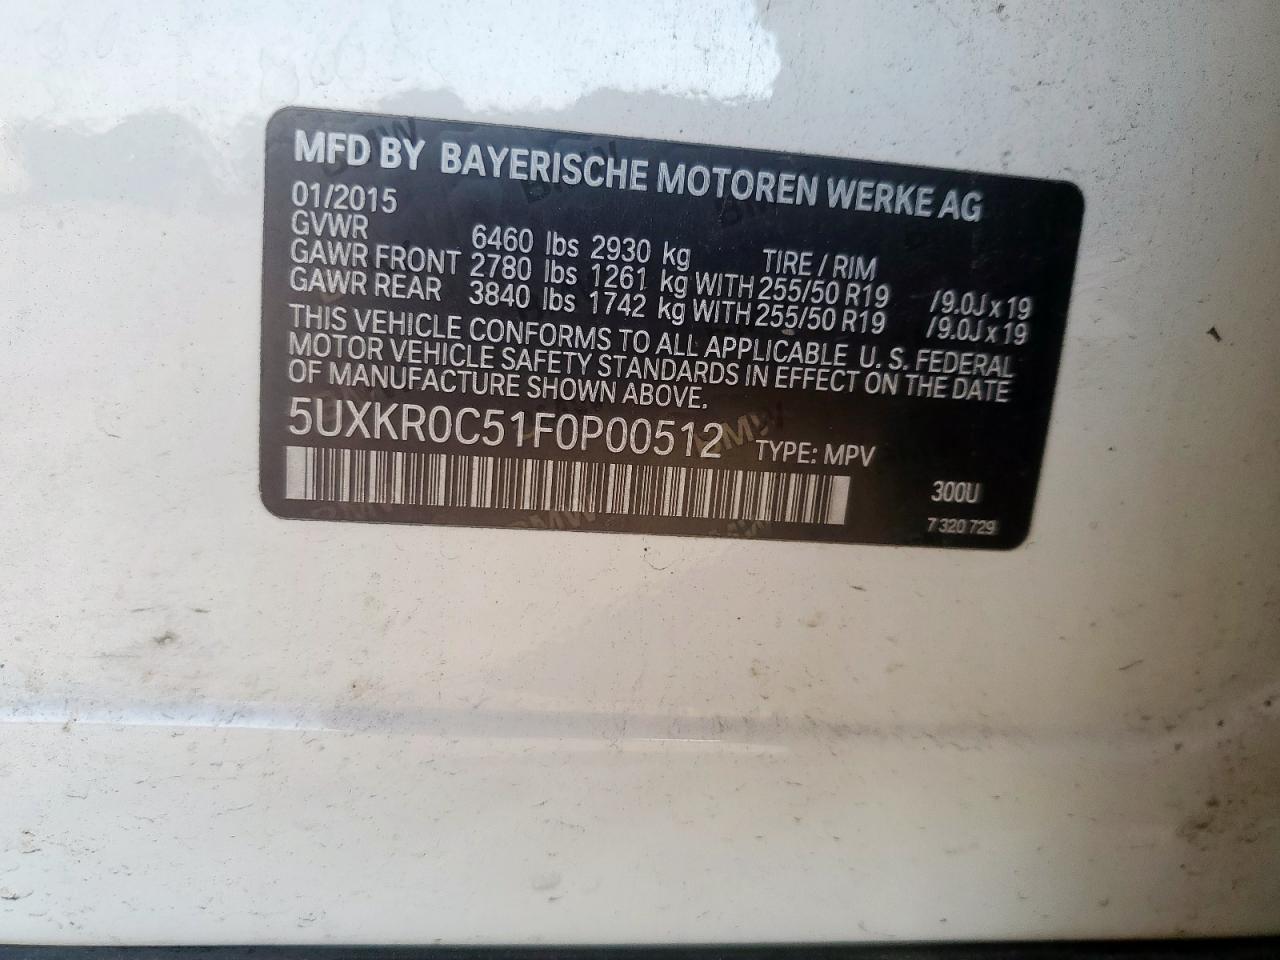 MFD BY BAYERISCHE MOTOREN WERKE AG
01/2015
GVWR 6460 lbs 2930 kg TIRE / RIM
GAWR FRONT 2780 lbs 1261 kg WITH 255/50 R19 /9.0J x 19
GAWR REAR 3840 lbs 1742 kg WITH 255/50 R19 /9.0J x 19
THIS VEHICLE CONFORMS TO ALL APPLICABLE U. S. FEDERAL
MOTOR VEHICLE SAFETY STANDARDS IN EFFECT ON THE DATE
OF MANUFACTURE SHOWN ABOVE.
5UXKR0C51F0P00512 TYPE: MPV
300U
7 320 729